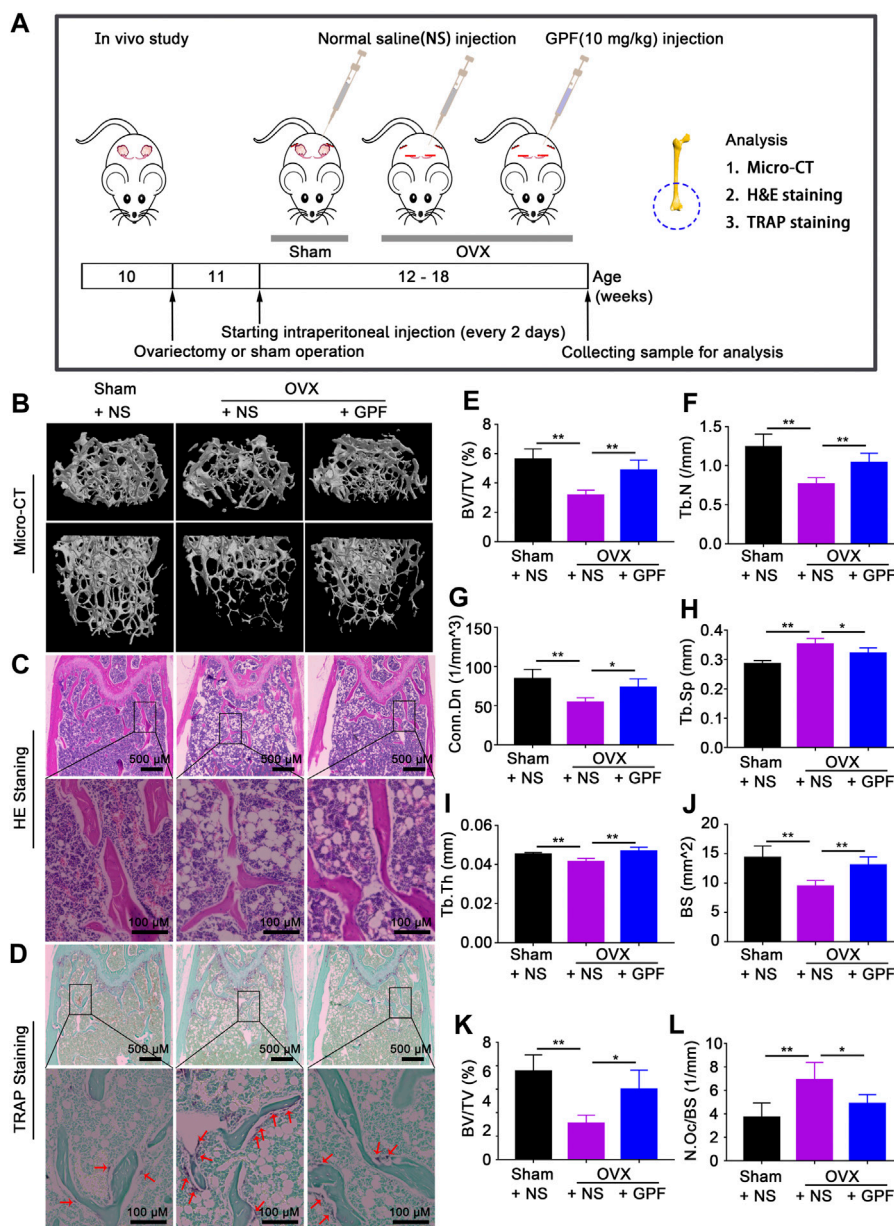 A
In vivo study
Normal saline(NS) injection
GPF(10 mg/kg) injection
Analysis
1. Micro-CT
2. H&E staining
3. TRAP staining
Sham
OVX
10
11
12 - 18
Age
(weeks)
Starting intraperitoneal injection (every 2 days)
Ovariectomy or sham operation
Collecting sample for analysis
B
Sham
+ NS
OVX
+ NS
+ GPF
Micro-CT
C
HE Staning
500 μM
500 μM
500 μM
100 μM
100 μM
100 μM
D
TRAP Staining
500 μM
500 μM
500 μM
100 μM
100 μM
100 μM
E
BV/TV (%)
8
6
4
2
0
**
**
Sham
+ NS
OVX
+ NS
+ GPF
F
Tb.N (/mm)
1.5
1.0
0.5
0.0
**
**
Sham
+ NS
OVX
+ NS
+ GPF
G
Conn.Dn (1/mm^3)
150
100
50
0
**
*
Sham
+ NS
OVX
+ NS
+ GPF
H
Tb.Sp (mm)
0.4
0.3
0.2
0.1
0.0
**
*
Sham
+ NS
OVX
+ NS
+ GPF
I
Tb.Th (mm)
0.06
0.04
0.02
0.00
**
**
Sham
+ NS
OVX
+ NS
+ GPF
J
BS (mm^2)
20
15
10
5
0
**
**
Sham
+ NS
OVX
+ NS
+ GPF
K
BV/TV (%)
8
6
4
2
0
**
*
Sham
+ NS
OVX
+ NS
+ GPF
L
N.Oc/BS (1/mm)
10
8
6
4
2
0
**
*
Sham
+ NS
OVX
+ NS
+ GPF